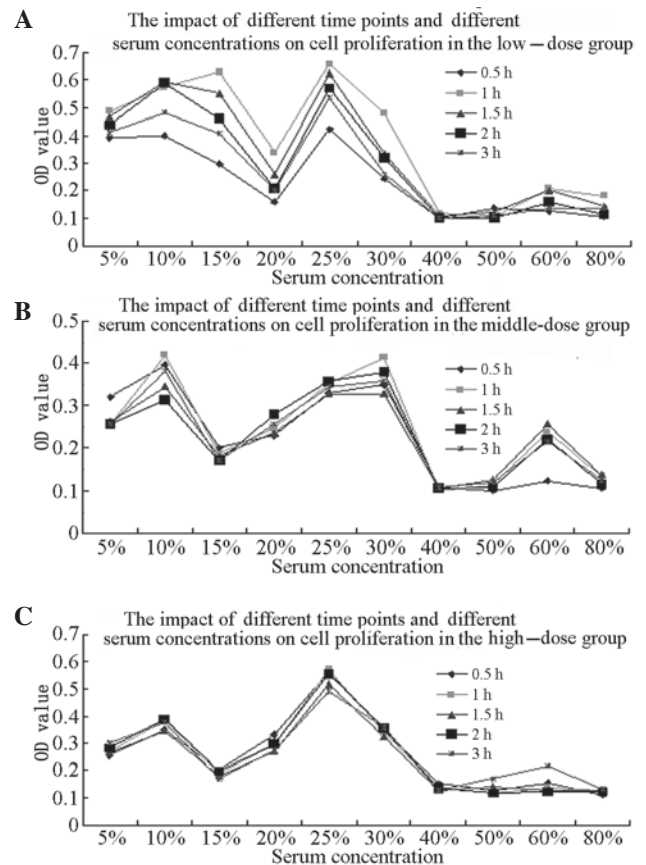 A
The impact of different time points and different
serum concentrations on cell proliferation in the low—dose group
0.7
0.6
0.5
0.4
0.3
0.2
0.1
0
OD value
0.5 h
1 h
1.5 h
2 h
3 h
5% 10% 15% 20% 25% 30% 40% 50% 60% 80%
Serum concentration
B
The impact of different time points and different
serum concentrations on cell proliferation in the middle-dose group
0.5
0.4
0.3
0.2
0.1
0
OD value
0.5 h
1 h
1.5 h
2 h
3 h
5% 10% 15% 20% 25% 30% 40% 50% 60% 80%
Serum concentration
C
The impact of different time points and different
serum concentrations on cell proliferation in the high—dose group
0.7
0.6
0.5
0.4
0.3
0.2
0.1
0
OD value
0.5 h
1 h
1.5 h
2 h
3 h
5% 10% 15% 20% 25% 30% 40% 50% 60% 80%
Serum concentration